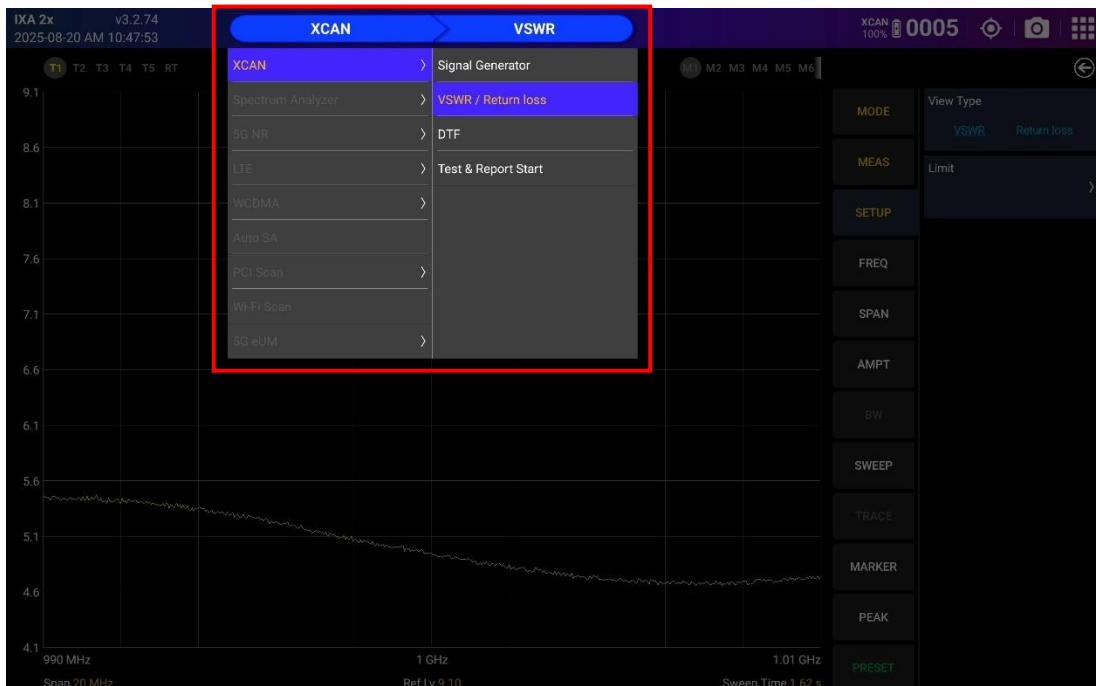 IXA 2x v3.2.74
2025-08-20 AM 10:47:53
XCAN VSWR
XCAN 100% 0005
T1 T2 T3 T4 T5 RT
M1 M2 M3 M4 M5 M6
XCAN
Spectrum Analyzer
5G NR
LTE
WCDMA
Auto SA
PCI Scan
Wi-Fi Scan
5G eUM
Signal Generator
VSWR / Return loss
DTF
Test & Report Start
9.1
8.6
8.1
7.6
7.1
6.6
6.1
5.6
5.1
4.6
4.1
990 MHz 1 GHz 1.01 GHz
Span 20 MHz Ref Lv 9.10 Sweep Time 1.62 s
MODE
MEAS
SETUP
FREQ
SPAN
AMPT
BW
SWEEP
TRACE
MARKER
PEAK
PRESET
View Type
VSWR Return loss
Limit